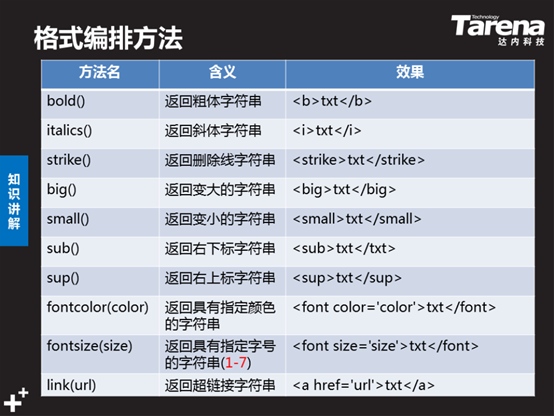 格式编排方法
Technology
Tarena
达内科技
方法名 含义 效果
bold() 返回粗体字符串 <b>txt</b>
italics() 返回斜体字符串 <i>txt</i>
strike() 返回删除线字符串 <strike>txt</strike>
big() 返回变大的字符串 <big>txt</big>
small() 返回变小的字符串 <small>txt</small>
sub() 返回右下标字符串 <sub>txt</txt>
sup() 返回右上标字符串 <sup>txt</sup>
fontcolor(color) 返回具有指定颜色 <font color='color'>txt</font>
的字符串
fontsize(size) 返回具有指定字号 <font size='size'>txt</font>
的字符串(1-7)
link(url) 返回超链接字符串 <a href='url'>txt</a>
知识讲解